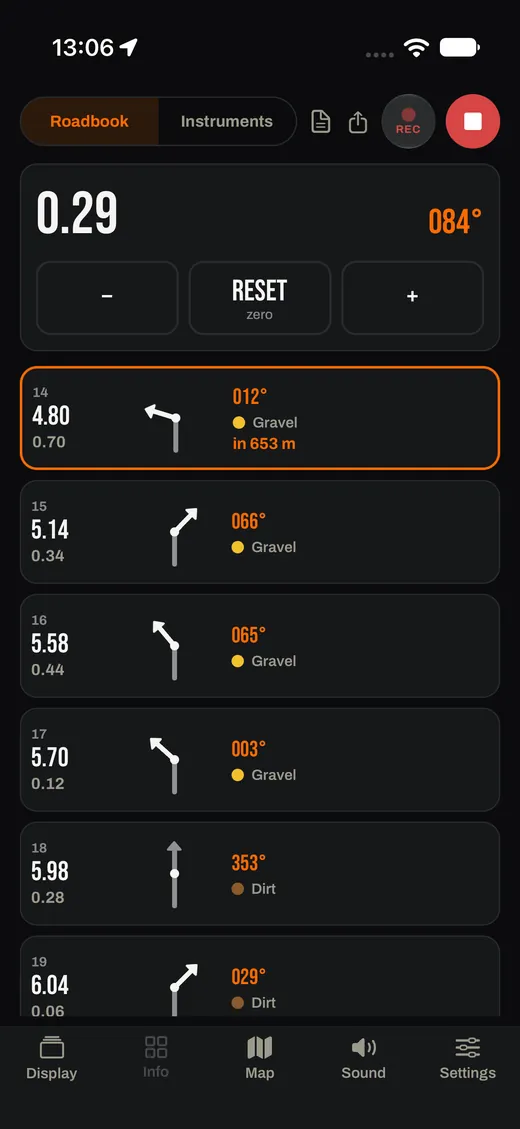 13:06
Roadbook Instruments REC
0.29 084°
– RESET +
zero
14
4.80
0.70
012°
Gravel
in 653 m
15
5.14
0.34
066°
Gravel
16
5.58
0.44
065°
Gravel
17
5.70
0.12
003°
Gravel
18
5.98
0.28
353°
Dirt
19
6.04
0.06
029°
Dirt
Display Info Map Sound Settings